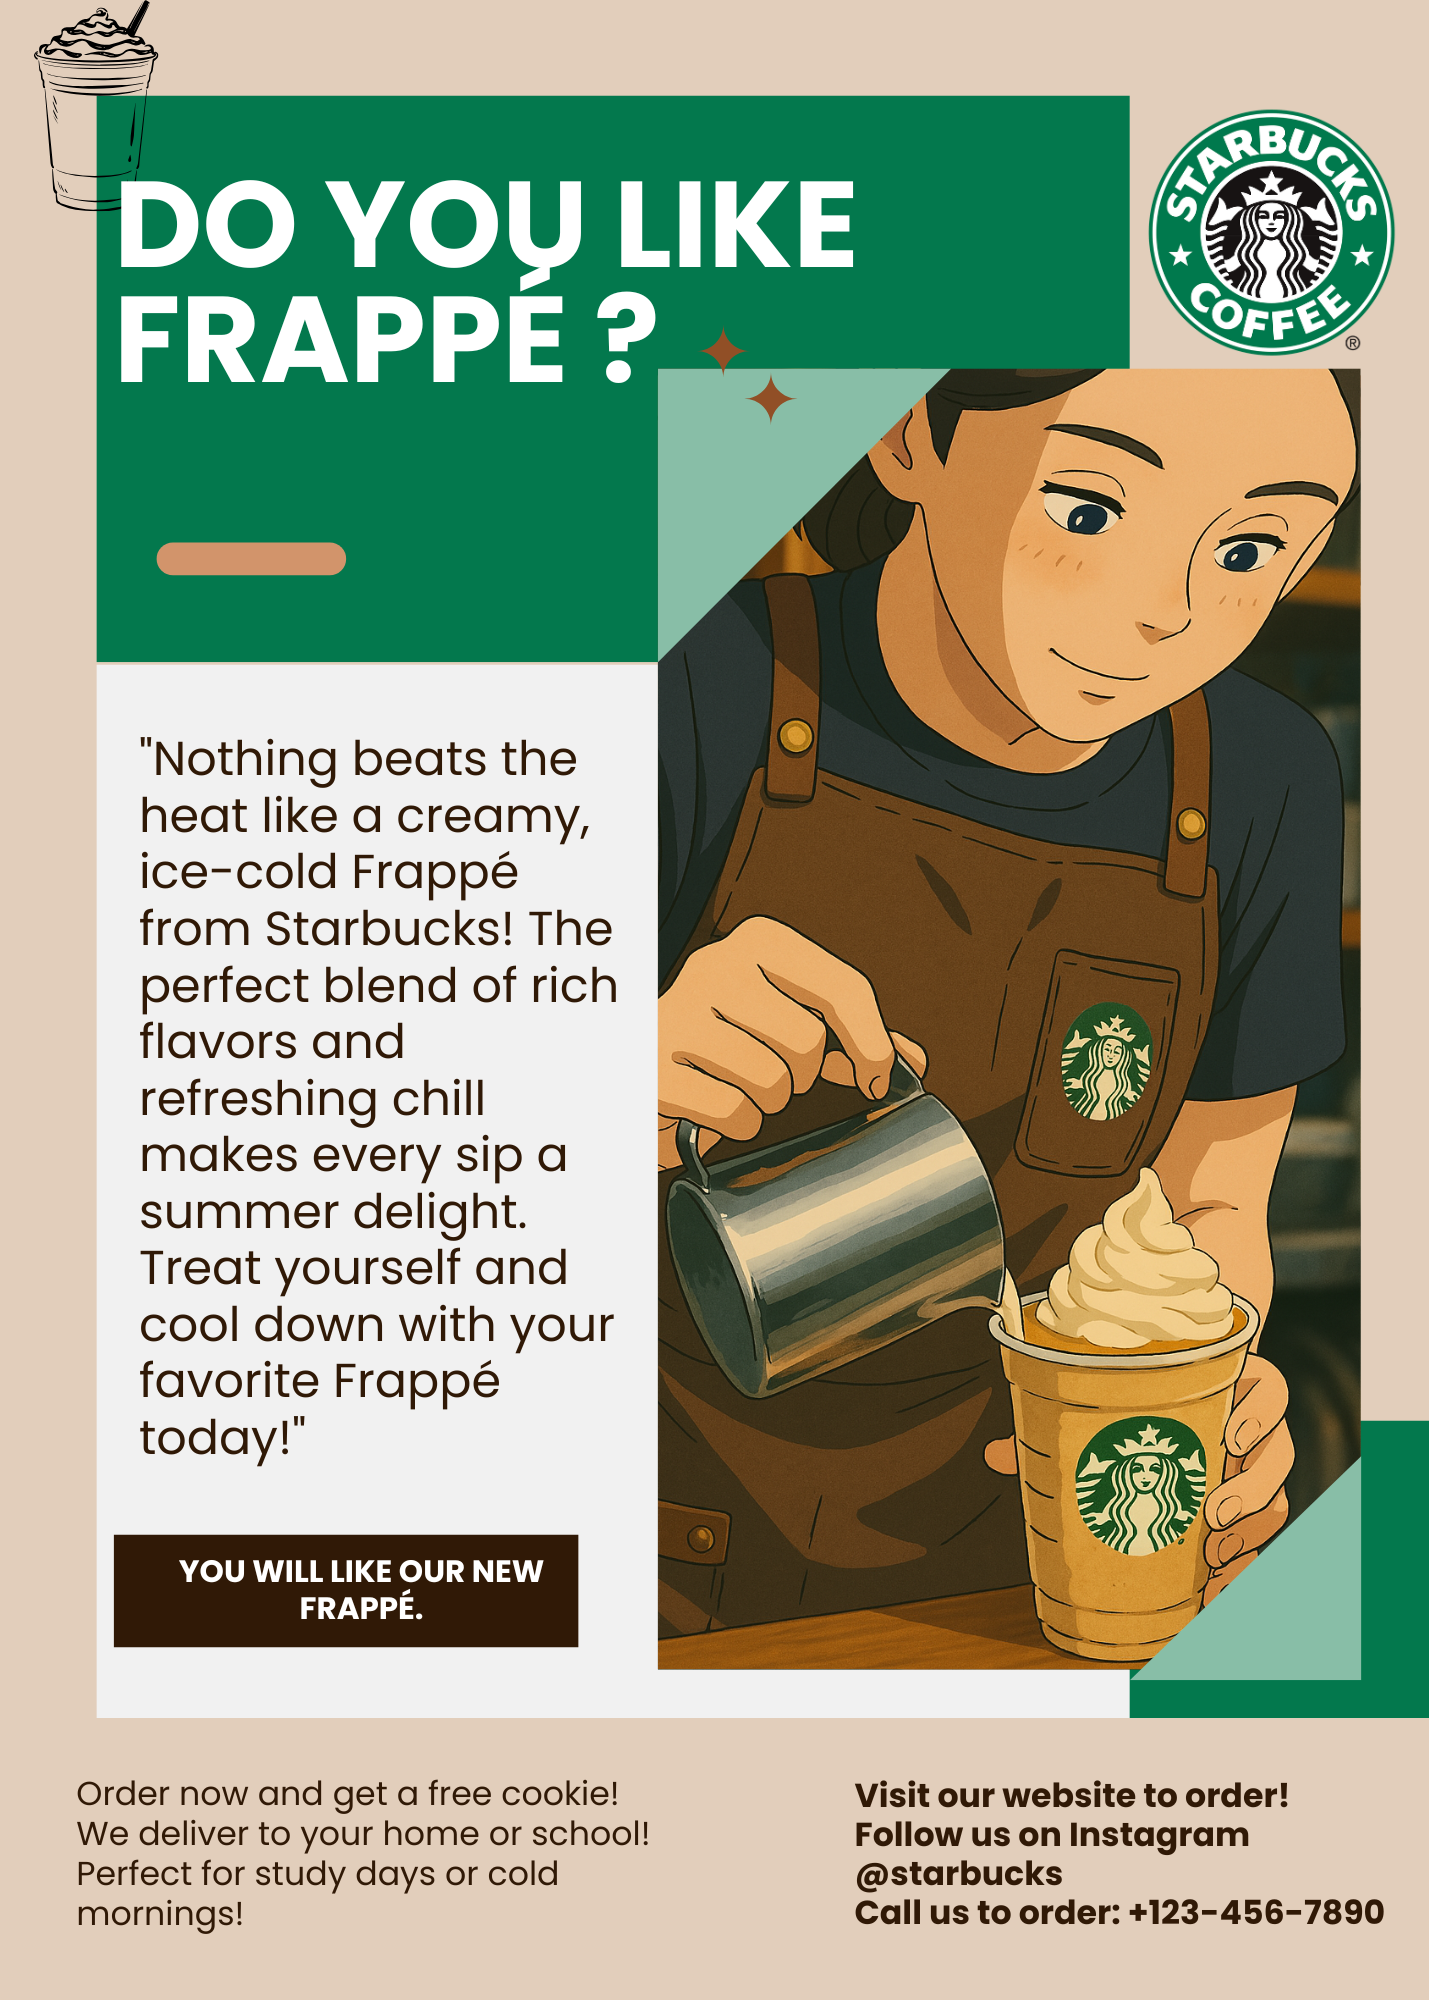 DO YOU LIKE
FRAPPÉ ?
STARBUCKS
COFFEE
®
"Nothing beats the
heat like a creamy,
ice-cold Frappé
from Starbucks! The
perfect blend of rich
flavors and
refreshing chill
makes every sip a
summer delight.
Treat yourself and
cool down with your
favorite Frappé
today!"
YOU WILL LIKE OUR NEW
FRAPPÉ.
Order now and get a free cookie!
We deliver to your home or school!
Perfect for study days or cold
mornings!
Visit our website to order!
Follow us on Instagram
@starbucks
Call us to order: +123-456-7890